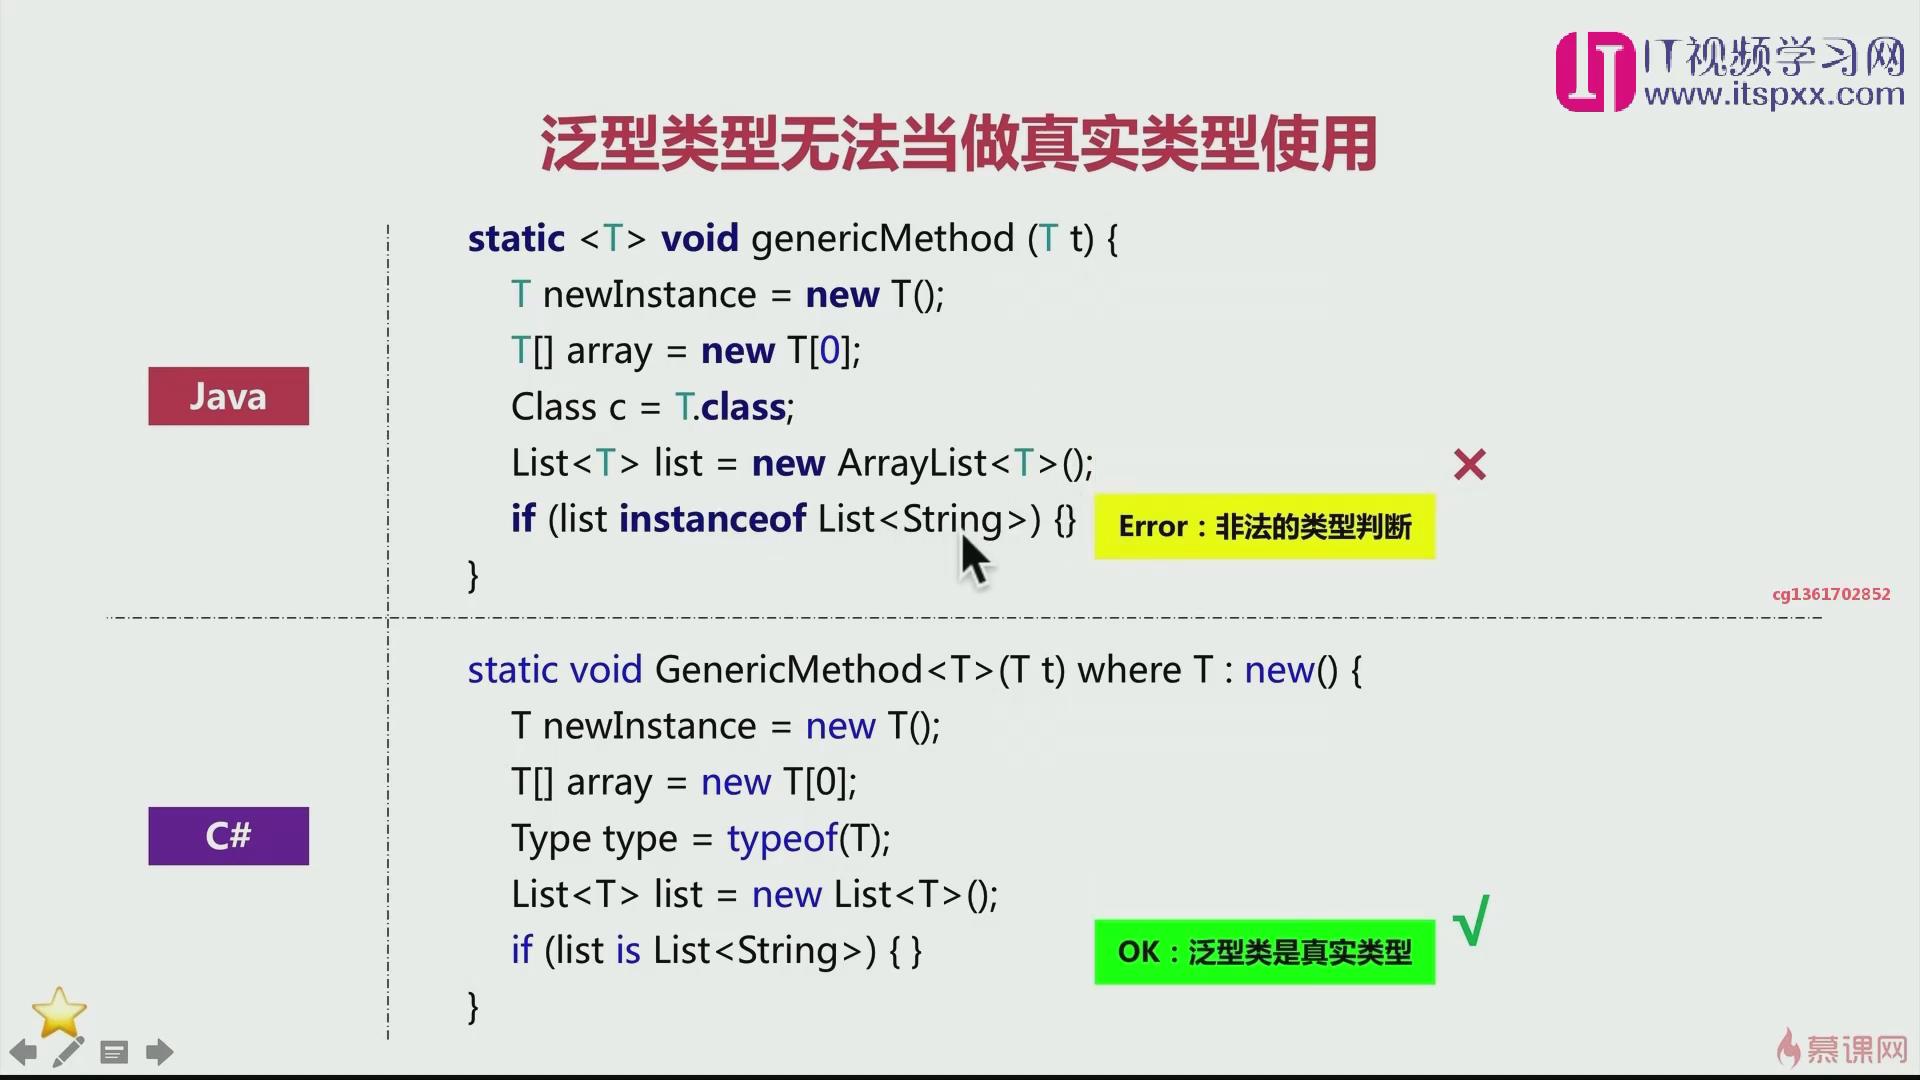 IT视频学习网
www.itspxx.com
泛型类型无法当做真实类型使用
Java
static <T> void genericMethod (T t) {
T newInstance = new T();
T[] array = new T[0];
Class c = T.class;
List<T> list = new ArrayList<T>();
if (list instanceof List<String>) {}
}
Error：非法的类型判断
cg1361702852
C#
static void GenericMethod<T>(T t) where T : new() {
T newInstance = new T();
T[] array = new T[0];
Type type = typeof(T);
List<T> list = new List<T>();
if (list is List<String>) { }
}
OK：泛型类是真实类型
慕课网